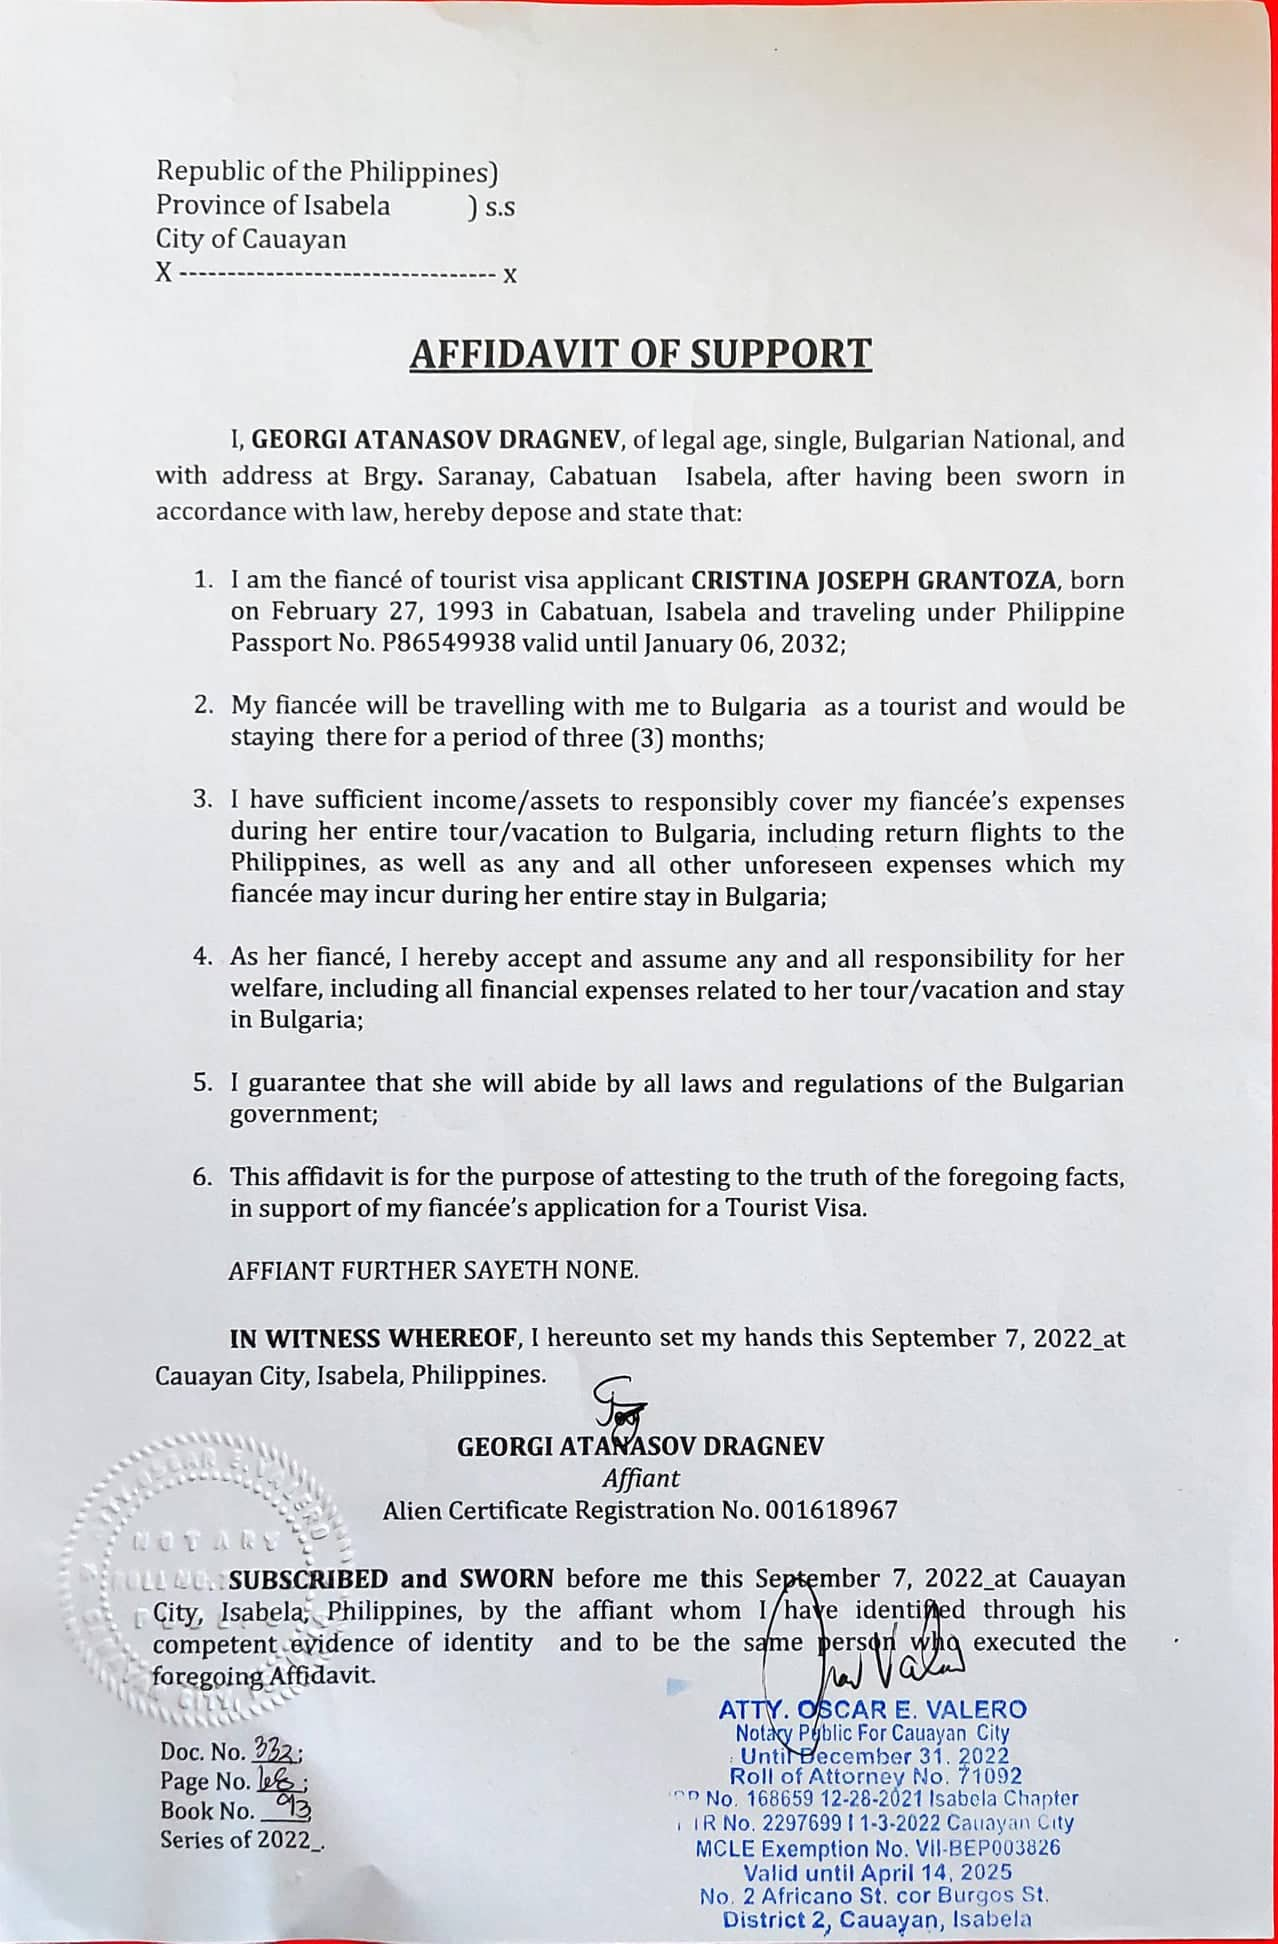 Republic of the Philippines)
Province of Isabela ) s.s
City of Cauayan
X --------------------------------- x
AFFIDAVIT OF SUPPORT
I, GEORGI ATANASOV DRAGNEV, of legal age, single, Bulgarian National, and
with address at Brgy. Saranay, Cabatuan Isabela, after having been sworn in
accordance with law, hereby depose and state that:
1. I am the fiancé of tourist visa applicant CRISTINA JOSEPH GRANTOZA, born
on February 27, 1993 in Cabatuan, Isabela and traveling under Philippine
Passport No. P86549938 valid until January 06, 2032;
2. My fiancée will be travelling with me to Bulgaria as a tourist and would be
staying there for a period of three (3) months;
3. I have sufficient income/assets to responsibly cover my fiancée's expenses
during her entire tour/vacation to Bulgaria, including return flights to the
Philippines, as well as any and all other unforeseen expenses which my
fiancée may incur during her entire stay in Bulgaria;
4. As her fiancé, I hereby accept and assume any and all responsibility for her
welfare, including all financial expenses related to her tour/vacation and stay
in Bulgaria;
5. I guarantee that she will abide by all laws and regulations of the Bulgarian
government;
6. This affidavit is for the purpose of attesting to the truth of the foregoing facts,
in support of my fiancée's application for a Tourist Visa.
AFFIANT FURTHER SAYETH NONE.
IN WITNESS WHEREOF, I hereunto set my hands this September 7, 2022_at
Cauayan City, Isabela, Philippines.
GEORGI ATANASOV DRAGNEV
Affiant
Alien Certificate Registration No. 001618967
NOTARY
SUBSCRIBED and SWORN before me this September 7, 2022_at Cauayan
City, Isabela, Philippines, by the affiant whom I have identified through his
competent evidence of identity and to be the same person who executed the
foregoing Affidavit.
ATTY. OSCAR E. VALERO
Notary Public For Cauayan City
Until December 31. 2022
Roll of Attorney No. 71092
No. 168659 12-28-2021 Isabela Chapter
No. 2297699 1-3-2022 Cauayan City
MCLE Exemption No. VII-BEP003826
Valid until April 14, 2025
No. 2 Africano St. cor Burgos St.
District 2, Cauayan, Isabela
Doc. No. 332;
Page No. 68;
Book No. 93
Series of 2022_.